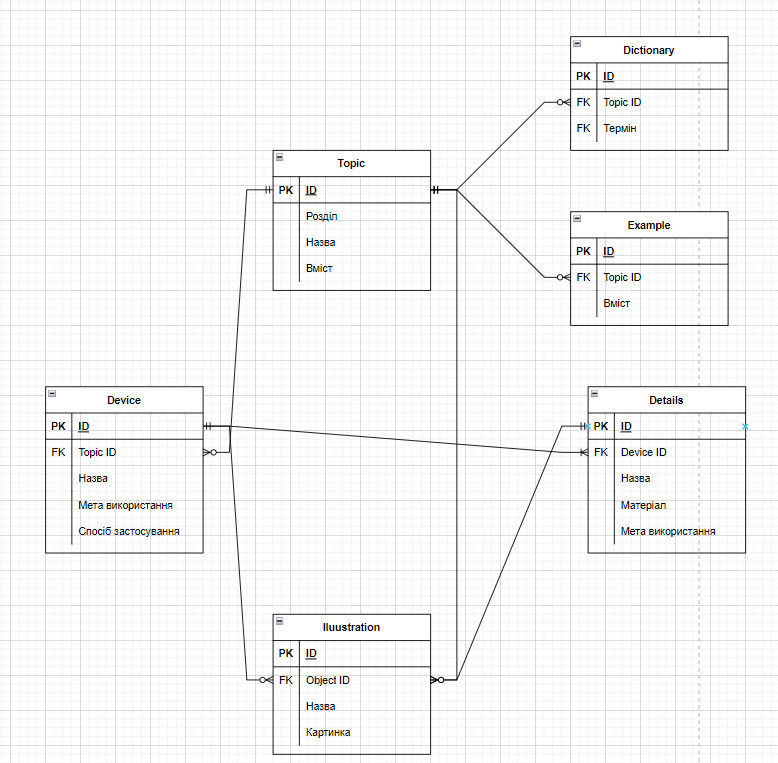 Dictionary
PK ID
FK Topic ID
FK Термін
Topic
PK ID
Розділ
Назва
Вміст
Example
PK ID
FK Topic ID
Вміст
Device
PK ID
FK Topic ID
Назва
Мета використання
Спосіб застосування
Details
PK ID
FK Device ID
Назва
Матеріал
Мета використання
Iluustration
PK ID
FK Object ID
Назва
Картинка